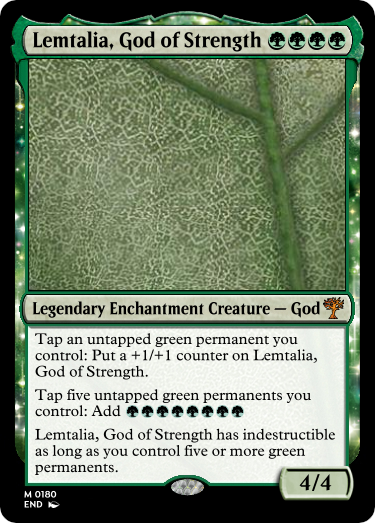 Lemtalia, God of Strength
Legendary Enchantment Creature — God
Tap an untapped green permanent you
control: Put a +1/+1 counter on Lemtalia,
God of Strength.
Tap five untapped green permanents you
control: Add
Lemtalia, God of Strength has indestructible
as long as you control five or more green
permanents.
4/4
M 0180
END